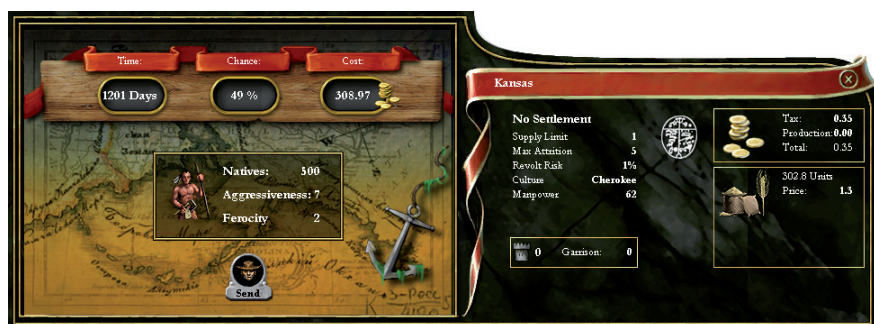 Time:
Chance:
Cost:
1201 Days
49 %
308.97
Natives: 300
Aggressiveness: 7
Ferocity 2
Send
Kansas
No Settlement
Supply Limit 1
Max Attrition 5
Revolt Risk 1%
Culture Cherokee
Manpower 62
0 Garrison: 0
Tax: 0.35
Production: 0.00
Total: 0.35
302.8 Units
Price: 1.3